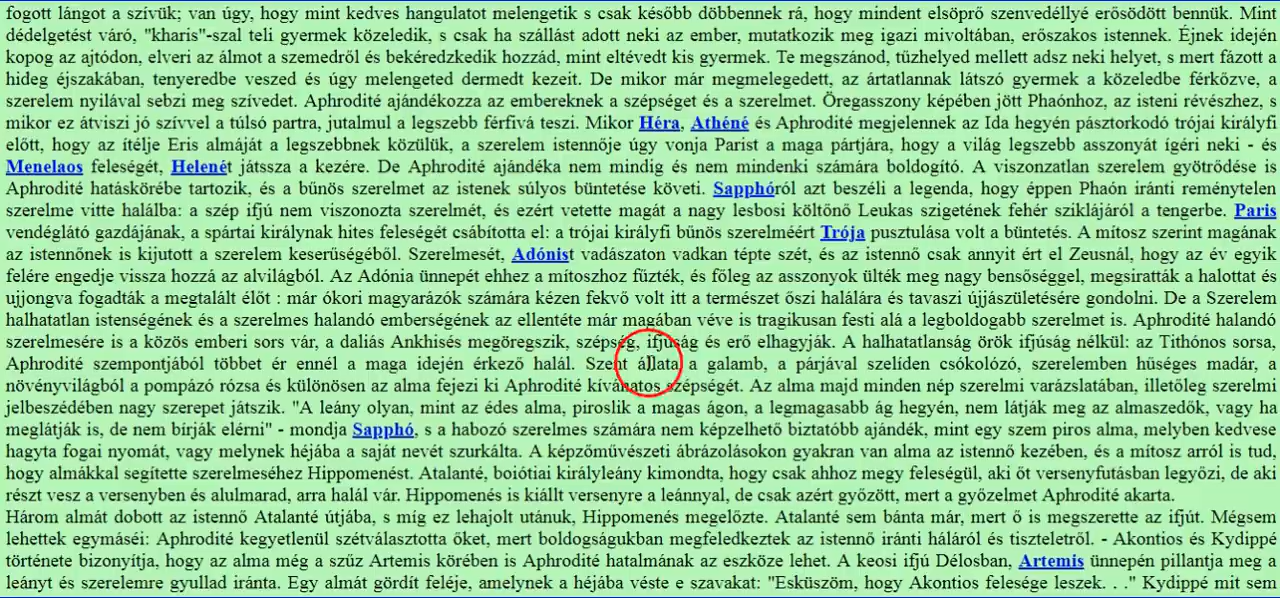 fogott lángot a szívük; van úgy, hogy mint kedves hangulatot melengetik s csak később döbbennek rá, hogy mindent elsöprő szenvedéllyé erősödött bennük. Mint
dédelgetést váró, "kharis"-szal teli gyermek közeledik, s csak ha szállást adott neki az ember, mutatkozik meg igazi mivoltában, erőszakos istennek. Éjnek idején
kopog az ajtódon, elveri az álmot a szemedről és bekéredzkedik hozzád, mint eltévedt kis gyermek. Te megszánod, tűzhelyed mellett adsz neki helyet, s mert fázott a
hideg éjszakában, tenyeredbe veszed és úgy melengeted dermedt kezeit. De mikor már megmelegedett, az ártatlannak látszó gyermek a közeledbe férkőzve, a
szerelem nyilával sebzi meg szívedet. Aphrodité ajándékozza az embereknek a szépséget és a szerelmet. Öregasszony képében jött Phaónhoz, az isteni révészhez, s
mikor ez átviszi jó szívvel a túlsó partra, jutalmul a legszebb férfivá teszi. Mikor Héra, Athéné és Aphrodité megjelennek az Ida hegyén pásztorkodó trójai királyfi
előtt, hogy az ítélje Eris almáját a legszebbnek közülük, a szerelem istennője úgy vonja Parist a maga pártjára, hogy a világ legszebb asszonyát ígéri neki - és
Menelaos feleségét, Helenét játssza a kezére. De Aphrodité ajándéka nem mindig és nem mindenki számára boldogító. A viszonzatlan szerelem gyötrődése is
Aphrodité hatáskörébe tartozik, és a bűnös szerelmet az istenek súlyos büntetése követi. Sapphóról azt beszéli a legenda, hogy éppen Phaón iránti reménytelen
szerelme vitte halálba: a szép ifjú nem viszonozta szerelmét, és ezért vetette magát a nagy lesbosi költőnő Leukas szigetének fehér sziklájáról a tengerbe. Paris
vendéglátó gazdájának, a spártai királynak hites feleségét csábította el: a trójai királyfi bűnös szerelméért Trója pusztulása volt a büntetés. A mítosz szerint magának
az istennőnek is kijutott a szerelem keserűségéből. Szerelmesét, Adónist vadászaton vadkan tépte szét, és az istennő csak annyit ért el Zeusnál, hogy az év egyik
felére engedje vissza hozzá az alvilágból. Az Adónia ünnepét ehhez a mítoszhoz fűzték, és főleg az asszonyok ülték meg nagy bensőséggel, megsiratták a halottat és
ujjongva fogadták a megtalált élőt : már ókori magyarázók számára kézen fekvő volt itt a természet őszi halálára és tavaszi újjászületésére gondolni. De a Szerelem
halhatatlan istenségének és a szerelmes halandó emberségének az ellentéte már magában véve is tragikusan festi alá a legboldogabb szerelmet is. Aphrodité halandó
szerelmesére is a közös emberi sors vár, a daliás Ankhisés megöregszik, szépség, ifjúság és erő elhagyják. A halhatatlanság örök ifjúság nélkül: az Tithónos sorsa,
Aphrodité szempontjából többet ér ennél a maga idején érkező halál. Szent állata a galamb, a párjával szelíden csókolózó, szerelemben hűséges madár, a
növényvilágból a pompázó rózsa és különösen az alma fejezi ki Aphrodité kívánatos szépségét. Az alma majd minden nép szerelmi varázslatában, illetőleg szerelmi
jelbeszédében nagy szerepet játszik. "A leány olyan, mint az édes alma, piroslik a magas ágon, a legmagasabb ág hegyén, nem látják meg az almaszedők, vagy ha
meglátják is, de nem bírják elérni" - mondja Sapphó, s a habozó szerelmes számára nem képzelhető biztatóbb ajándék, mint egy szem piros alma, melyben kedvese
hagyta fogai nyomát, vagy melynek héjába a saját nevét szurkálta. A képzőművészeti ábrázolásokon gyakran van alma az istennő kezében, és a mítosz arról is tud,
hogy almákkal segítette szerelmeséhez Hippomenést. Atalanté, boiótiai királyleány kimondta, hogy csak ahhoz megy feleségül, aki őt versenyfutásban legyőzi, de aki
részt vesz a versenyben és alulmarad, arra halál vár. Hippomenés is kiállt versenyre a leánnyal, de csak azért győzött, mert a győzelmet Aphrodité akarta.
Három almát dobott az istennő Atalanté útjába, s míg ez lehajolt utánuk, Hippomenés megelőzte. Atalanté sem bánta már, mert ő is megszerette az ifjút. Mégsem
lehettek egymáséi: Aphrodité kegyetlenül szétválasztotta őket, mert boldogságukban megfeledkeztek az istennő iránti háláról és tiszteletről. - Akontios és Kydippé
története bizonyítja, hogy az alma még a szűz Artemis körében is Aphrodité hatalmának az eszköze lehet. A keosi ifjú Délosban, Artemis ünnepén pillantja meg a
leányt és szerelemre gyullad iránta. Egy almát gördít feléje, amelynek a héjába véste e szavakat: "Esküszöm, hogy Akontios felesége leszek. . ." Kydippé mit sem